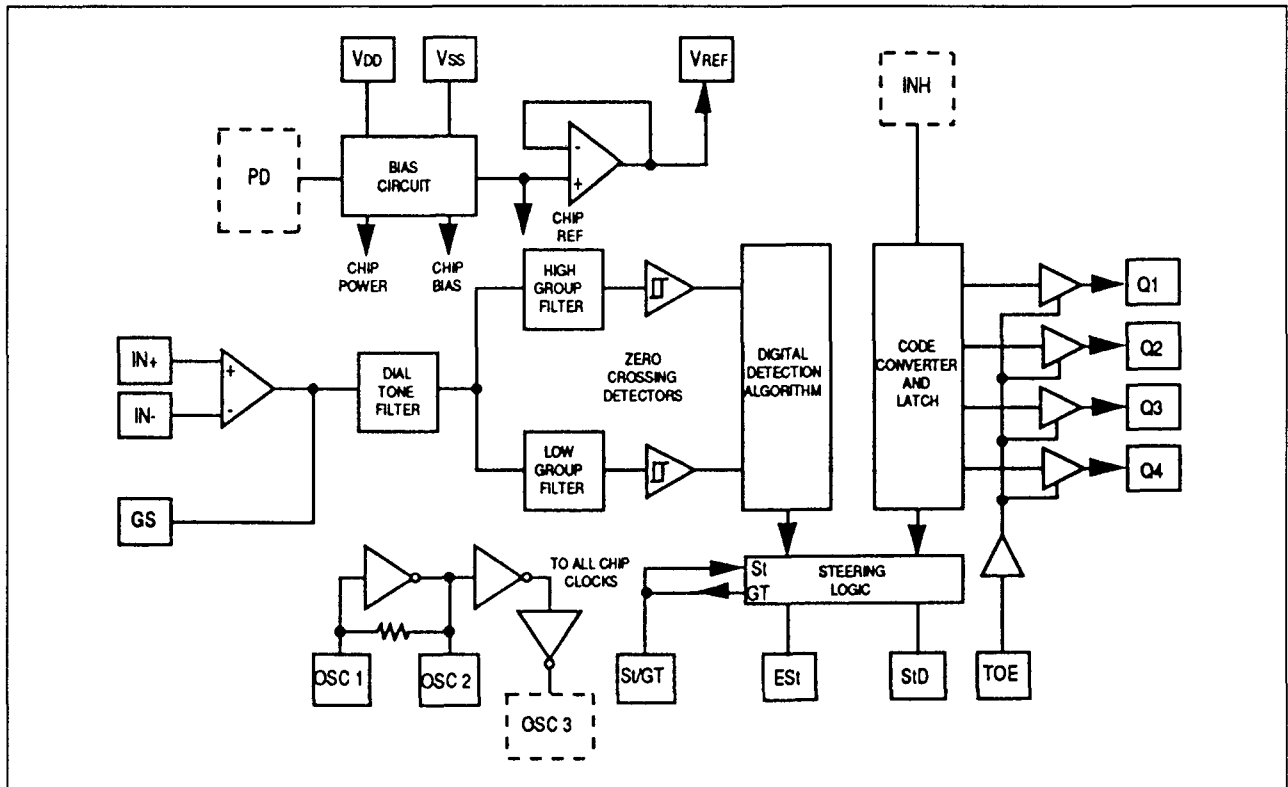 VDD
VSS
VREF
INH
PD
BIAS
CIRCUIT
-
+
CHIP
REF
CHIP
POWER
CHIP
BIAS
HIGH
GROUP
FILTER
IN+
IN-
+
-
DIAL
TONE
FILTER
ZERO
CROSSING
DETECTORS
DIGITAL
DETECTION
ALGORITHM
CODE
CONVERTER
AND
LATCH
Q1
Q2
Q3
Q4
LOW
GROUP
FILTER
GS
TO ALL CHIP
CLOCKS
St
GT
STEERING
LOGIC
OSC 1
OSC 2
OSC 3
St/GT
ESt
StD
TOE